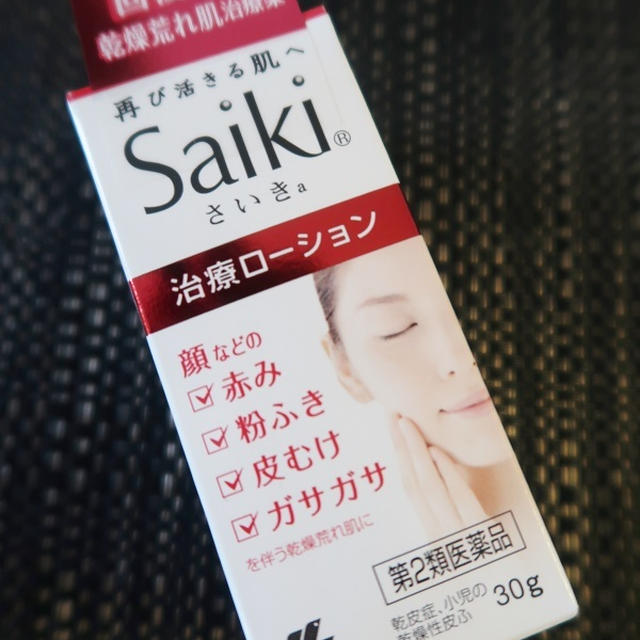 乾燥荒れ肌治療薬
再び活きる肌へ
Saiki®
さいきa
治療ローション
顔などの
赤み
粉ふき
皮むけ
ガサガサ
を伴う乾燥荒れ肌に
第2類医薬品
乾皮症、小児の
乾燥性皮ふ
30g